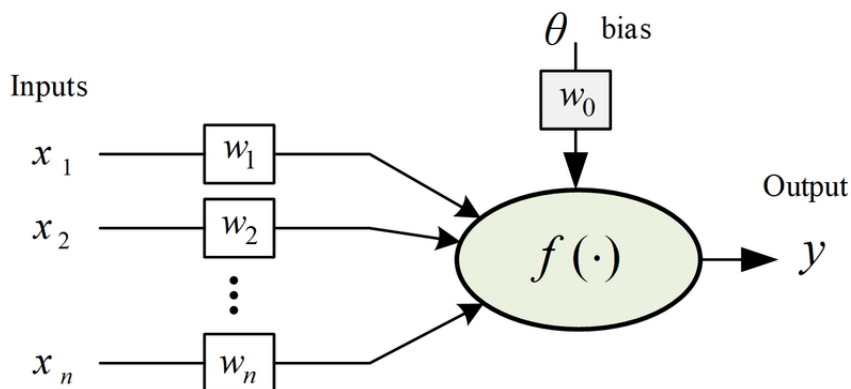 θ bias
w₀
Inputs
x₁ w₁
x₂ w₂
⋮
xₙ wₙ
f(·)
Output
y